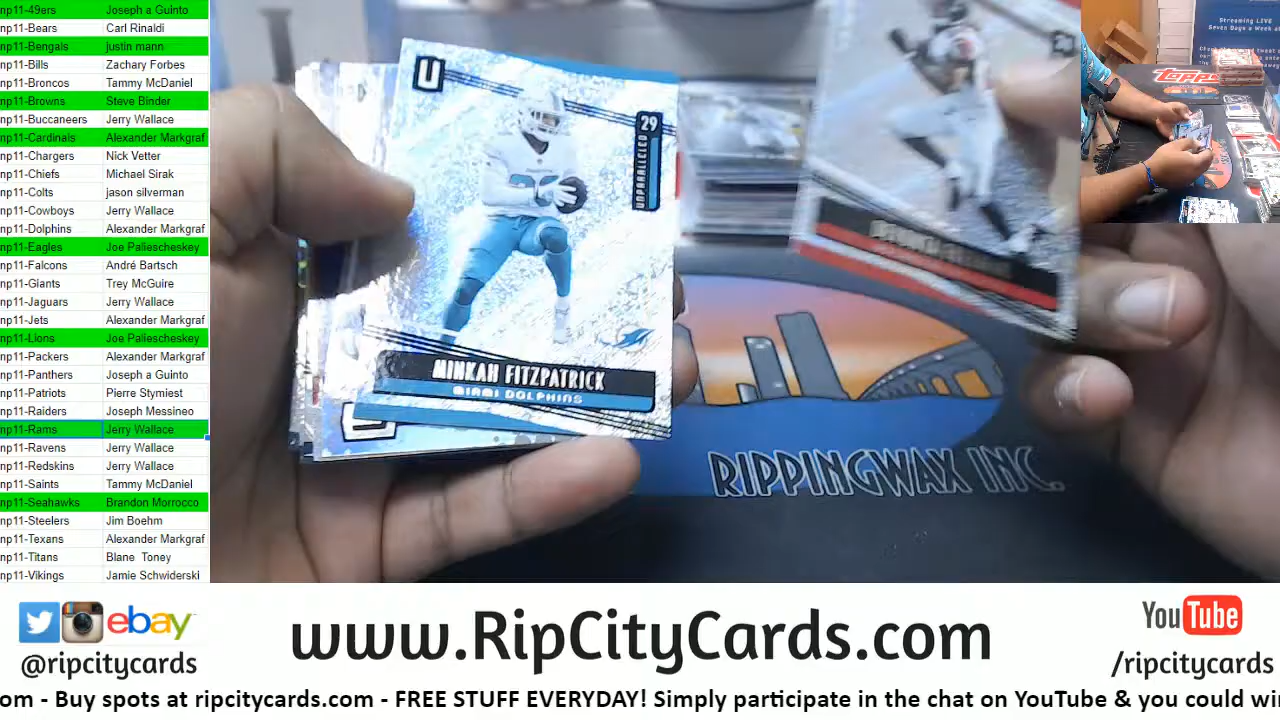 np11-49ers Joseph a Guinto
np11-Bears Carl Rinaldi
np11-Bengals justin mann
np11-Bills Zachary Forbes
np11-Broncos Tammy McDaniel
np11-Browns Steve Binder
np11-Buccaneers Jerry Wallace
np11-Cardinals Alexander Markgraf
np11-Chargers Nick Vetter
np11-Chiefs Michael Sirak
np11-Colts jason silverman
np11-Cowboys Jerry Wallace
np11-Dolphins Alexander Markgraf
np11-Eagles Joe Paliescheskey
np11-Falcons André Bartsch
np11-Giants Trey McGuire
np11-Jaguars Jerry Wallace
np11-Jets Alexander Markgraf
np11-Lions Joe Paliescheskey
np11-Packers Alexander Markgraf
np11-Panthers Joseph a Guinto
np11-Patriots Pierre Stymiest
np11-Raiders Joseph Messineo
np11-Rams Jerry Wallace
np11-Ravens Jerry Wallace
np11-Redskins Jerry Wallace
np11-Saints Tammy McDaniel
np11-Seahawks Brandon Morrocco
np11-Steelers Jim Boehm
np11-Texans Alexander Markgraf
np11-Titans Blane Toney
np11-Vikings Jamie Schwiderski
U
29
UNPARALLELED
MINKAH FITZPATRICK
MIAMI DOLPHINS
RIPPINGWAX INC.
Streaming LIVE
Seven Days a Week
Topps
ebay
@ripcitycards
www.RipCityCards.com
YouTube
/ripcitycards
om - Buy spots at ripcitycards.com - FREE STUFF EVERYDAY! Simply participate in the chat on YouTube & you could wi